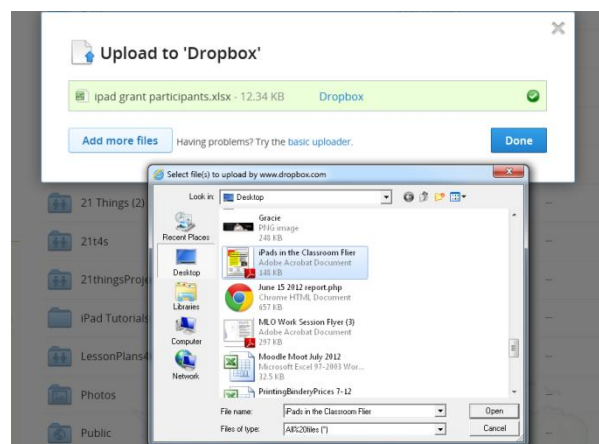 Upload to 'Dropbox'
ipad grant participants.xlsx - 12.34 KB Dropbox
Add more files Having problems? Try the basic uploader. Done
Select file(s) to upload by www.dropbox.com
Look in: Desktop
21 Things (2)
21t4s
21thingsProje
iPad Tutorials
LessonPlans4
Photos
Public
Recent Places
Desktop
Libraries
Computer
Network
Gracie
PNG image
248 KB
iPads in the Classroom Flier
Adobe Acrobat Document
148 KB
June 15 2012 report.php
Chrome HTML Document
657 KB
MLO Work Session Flyer (3)
Adobe Acrobat Document
297 KB
Moodle Moot July 2012
Microsoft Excel 97-2003 Wor...
32.5 KB
PrintingBinderyPrices 7-12
File name: iPads in the Classroom Flier Open
Files of type: All%20files (*) Cancel